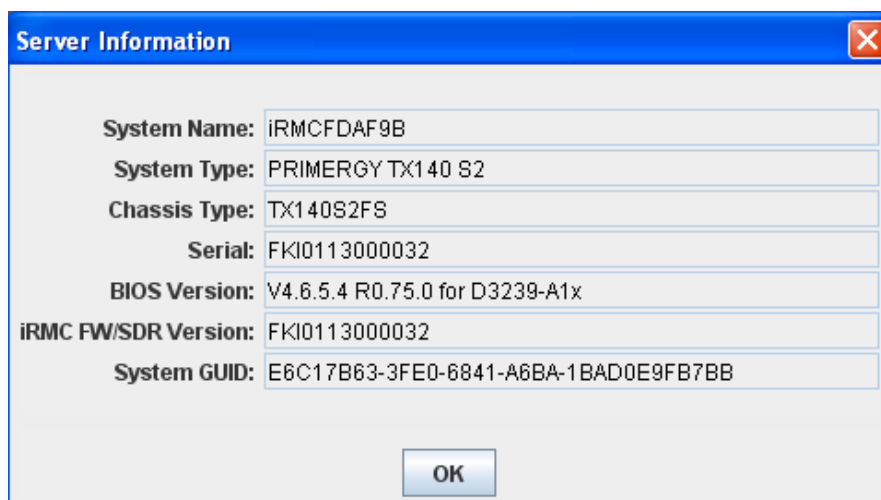 Server Information
System Name: iRMCFDAF9B
System Type: PRIMERGY TX140 S2
Chassis Type: TX140S2FS
Serial: FKI0113000032
BIOS Version: V4.6.5.4 R0.75.0 for D3239-A1x
iRMC FW/SDR Version: FKI0113000032
System GUID: E6C17B63-3FE0-6841-A6BA-1BAD0E9FB7BB
OK